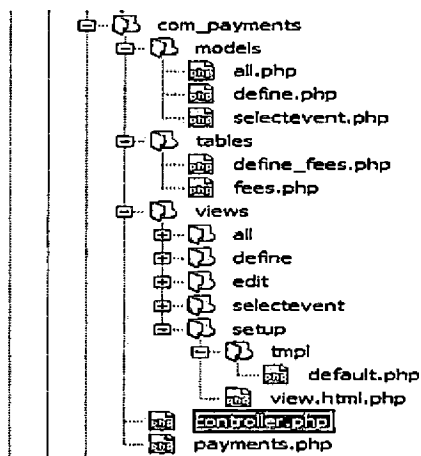 com_payments
models
all.php
define.php
selectevent.php
tables
define_fees.php
fees.php
views
all
define
edit
selectevent
setup
tmpl
default.php
view.html.php
controller.php
payments.php